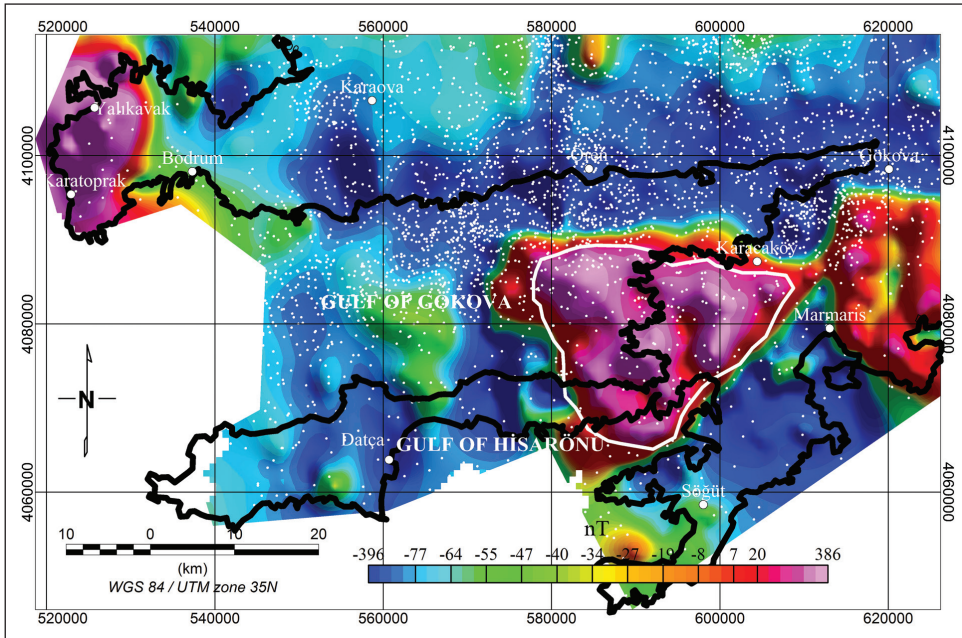 520000 540000 560000 580000 600000 620000
Karaova
Yalıkavak
4100000 4100000
Bodrum Ören Gökova
Karatoprak
Karacaköy
GULF OF GÖKOVA
4080000 Marmaris 4080000
N
Datça GULF OF HİSARÖNÜ
4060000 Söğüt 4060000
nT
10 0 10 20
-396 -77 -64 -55 -47 -40 -34 -27 -19 -8 7 20 386
(km)
WGS 84 / UTM zone 35N
520000 540000 560000 580000 600000 620000